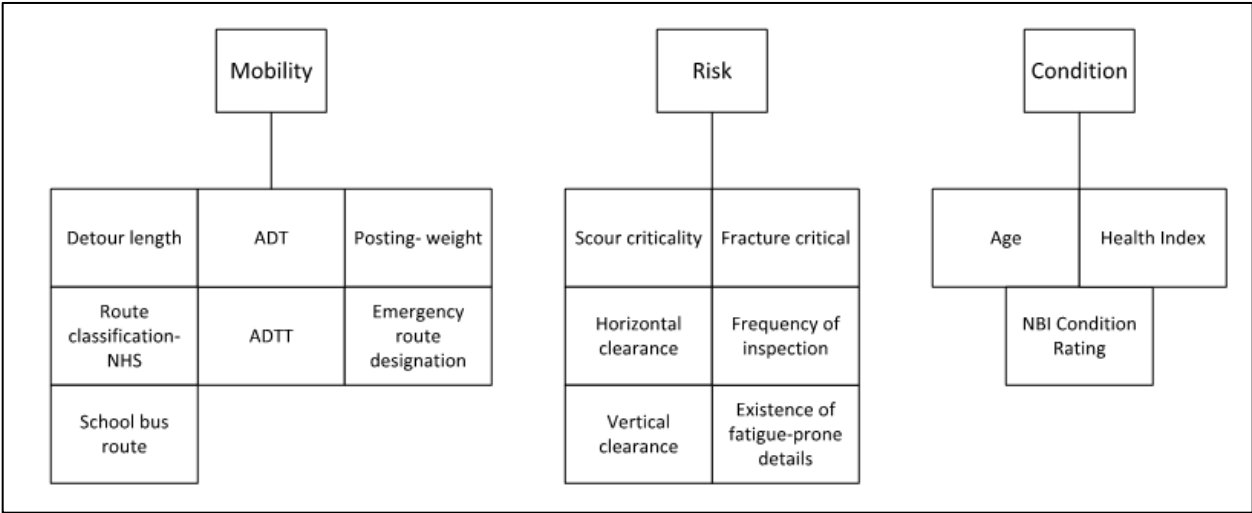 Mobility
Detour length
ADT
Posting- weight
Route
classification-
NHS
ADTT
Emergency
route
designation
School bus
route
Risk
Scour criticality
Fracture critical
Horizontal
clearance
Frequency of
inspection
Vertical
clearance
Existence of
fatigue-prone
details
Condition
Age
Health Index
NBI Condition
Rating